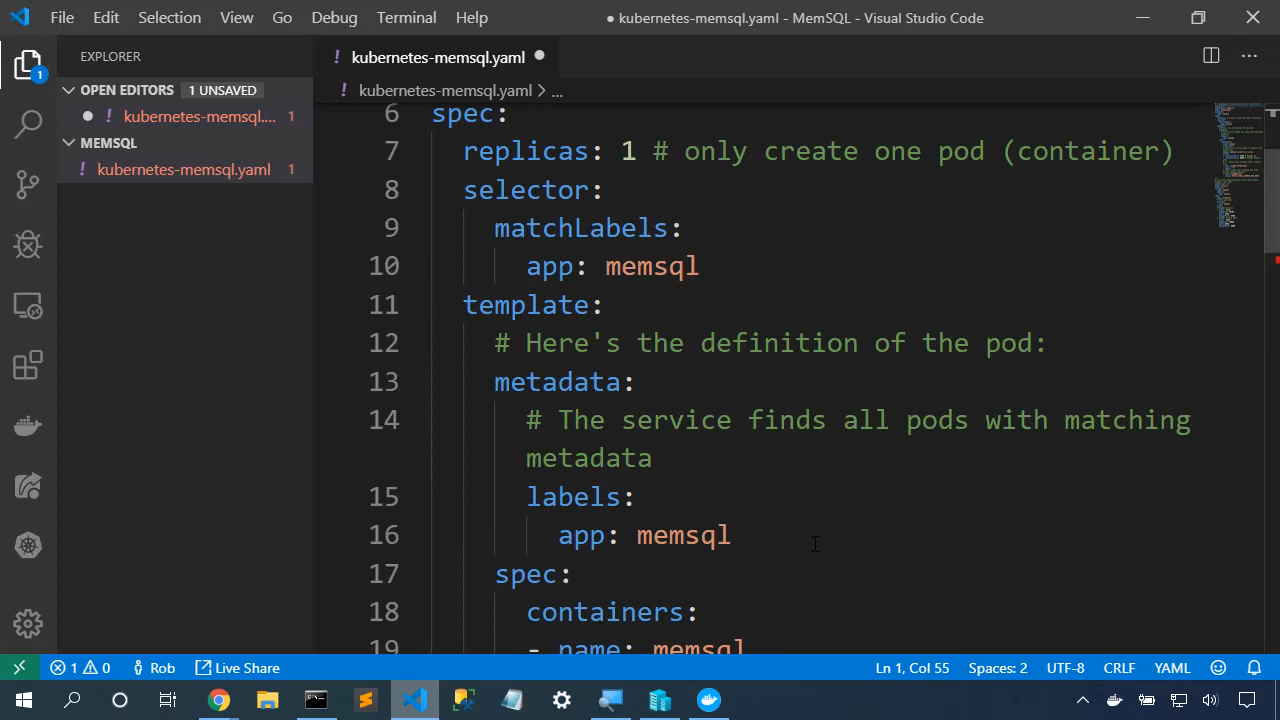 File Edit Selection View Go Debug Terminal Help
● kubernetes-memsql.yaml - MemSQL - Visual Studio Code
EXPLORER
OPEN EDITORS 1 UNSAVED
! kubernetes-memsql.... 1
MEMSQL
! kubernetes-memsql.yaml 1
1
! kubernetes-memsql.yaml
! kubernetes-memsql.yaml > ...
6 spec:
7 replicas: 1 # only create one pod (container)
8 selector:
9 matchLabels:
10 app: memsql
11 template:
12 # Here's the definition of the pod:
13 metadata:
14 # The service finds all pods with matching
metadata
15 labels:
16 app: memsql
17 spec:
18 containers:
19 - name: memsql
1 0 Rob Live Share
Ln 1, Col 55 Spaces: 2 UTF-8 CRLF YAML